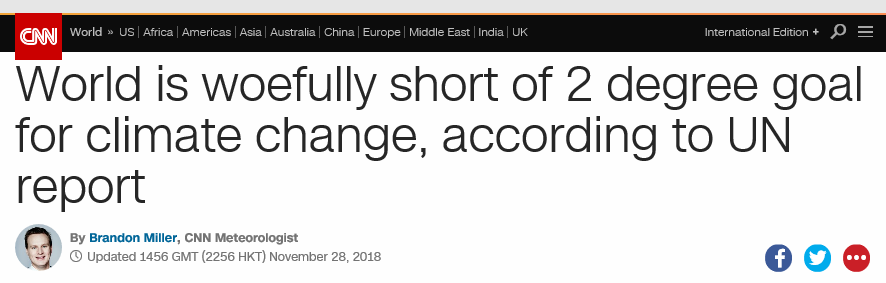 CNN World » US | Africa | Americas | Asia | Australia | China | Europe | Middle East | India | UK International Edition +
World is woefully short of 2 degree goal
for climate change, according to UN
report
By Brandon Miller, CNN Meteorologist
Updated 1456 GMT (2256 HKT) November 28, 2018